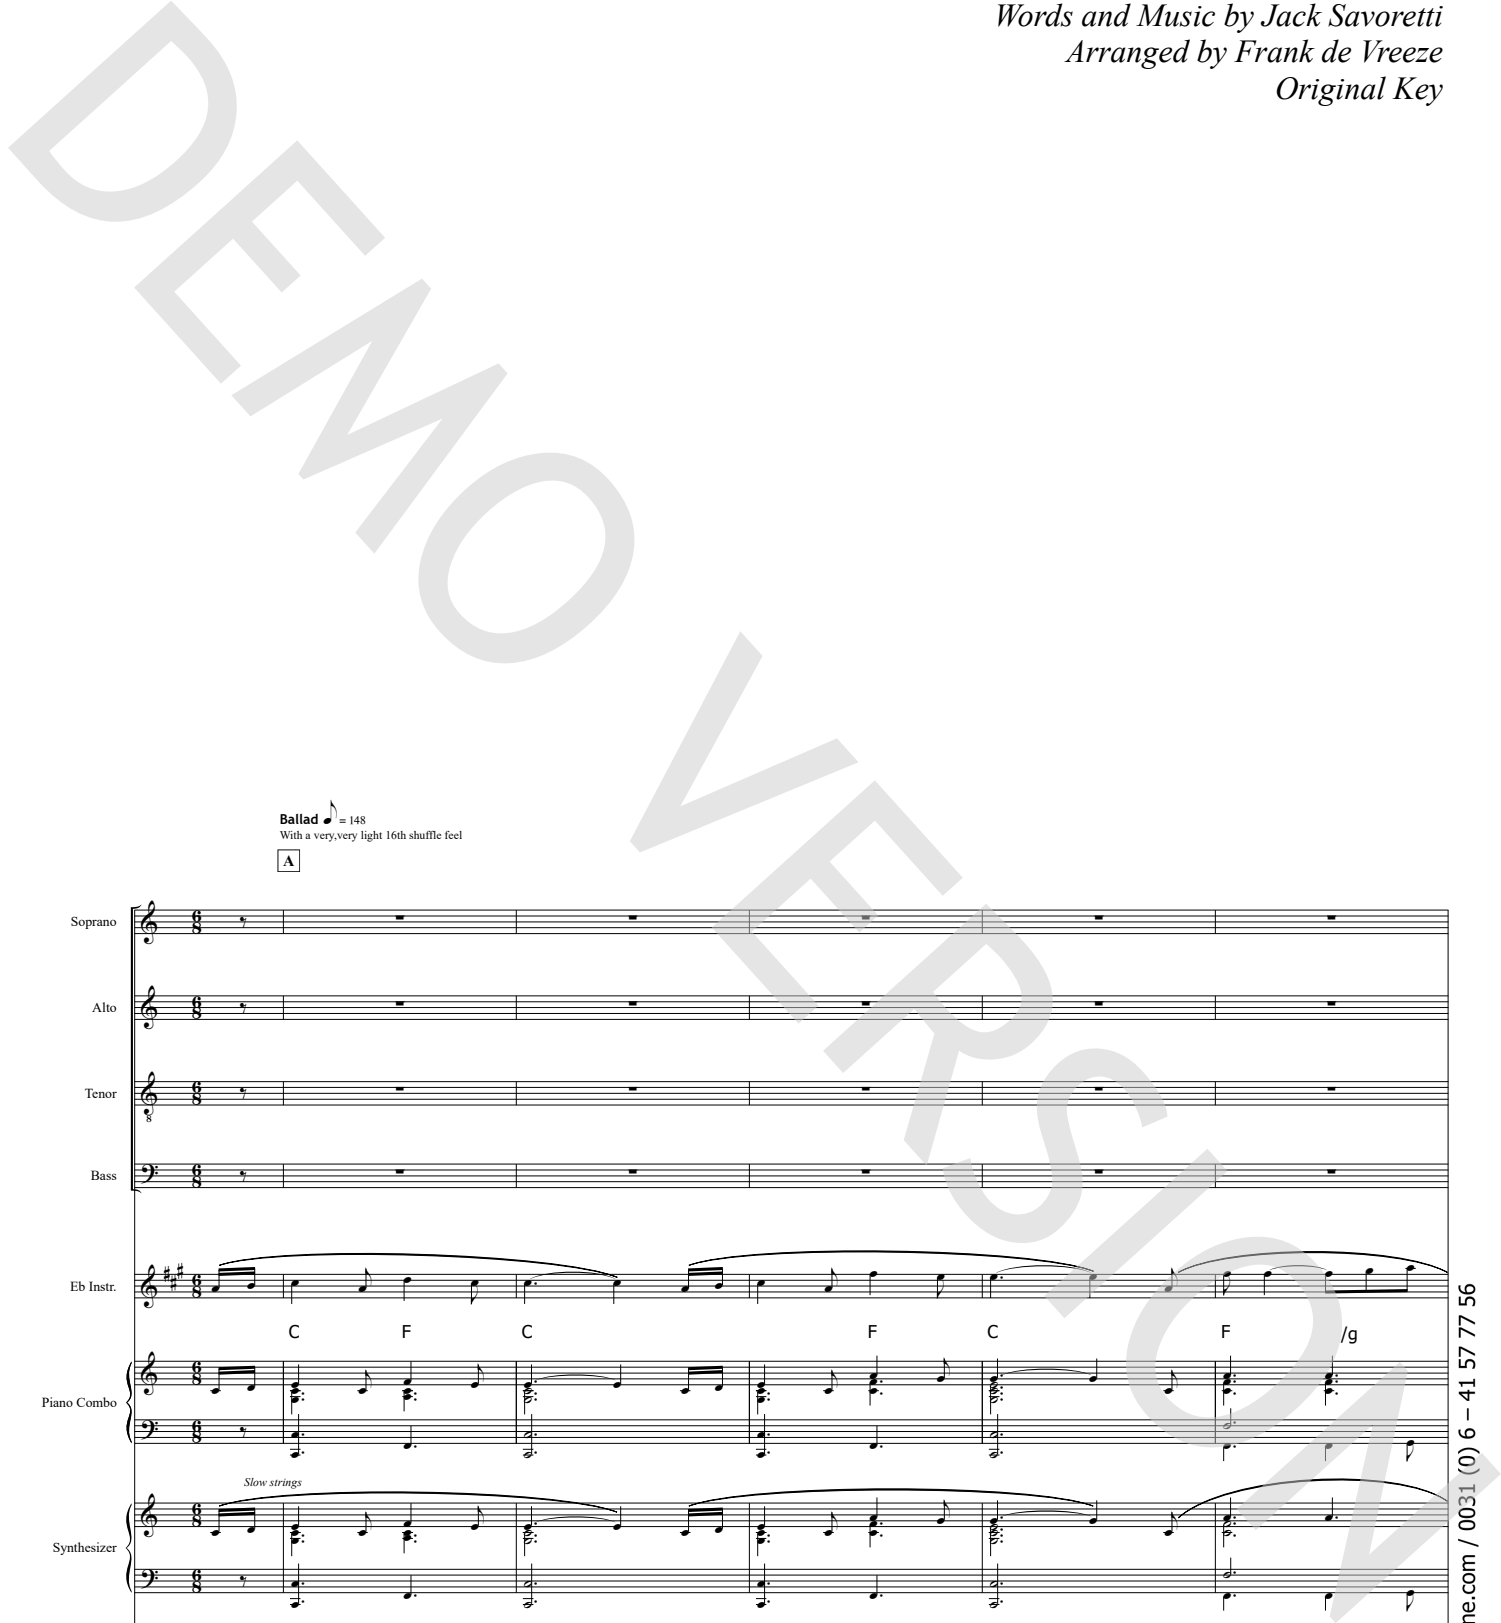 Words and Music by Jack Savoretti
Arranged by Frank de Vreeze
Original Key
DEMO VERSION
Ballad = 148
With a very,very light 16th shuffle feel
A
Soprano
Alto
Tenor
8
Bass
Eb Instr.
C F C F C F /g
Piano Combo
Slow strings
Synthesizer
ne.com / 0031 (0) 6 – 41 57 77 56